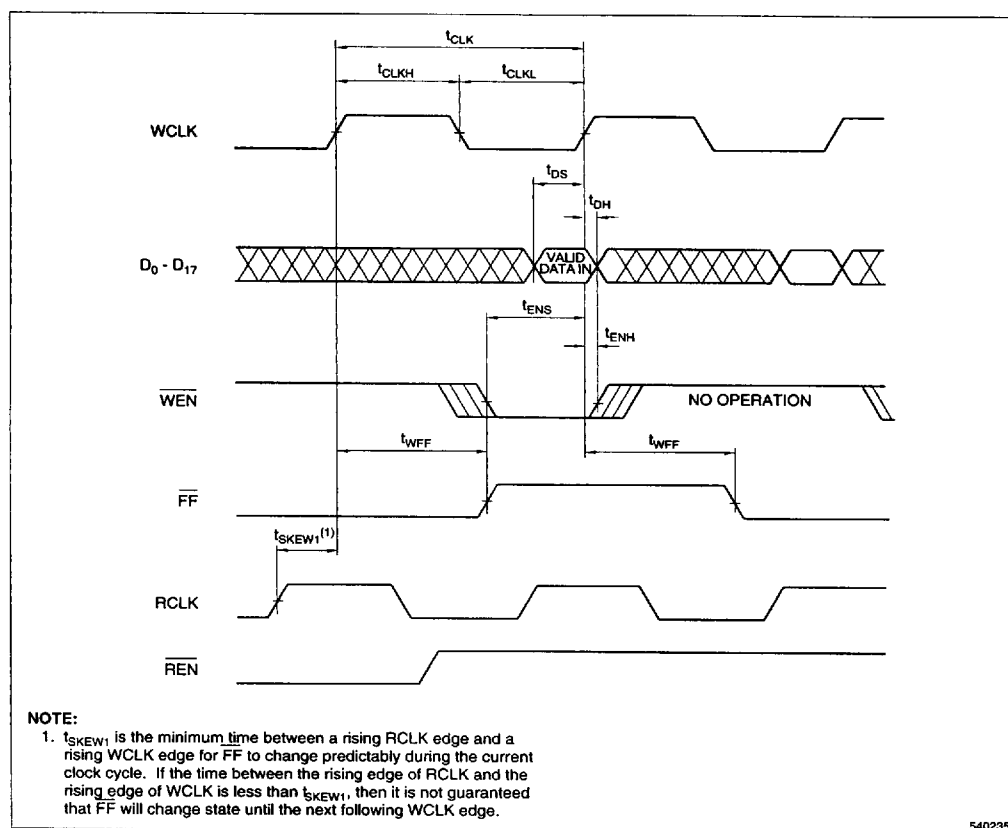 tCLK
tCLKH
tCLKL
WCLK
tDS
tDH
D0 - D17
VALID
DATA IN
tENS
tENH
WEN
NO OPERATION
tWFF
tWFF
FF
tSKEW1(1)
RCLK
REN
NOTE:
1. tSKEW1 is the minimum time between a rising RCLK edge and a
rising WCLK edge for FF to change predictably during the current
clock cycle. If the time between the rising edge of RCLK and the
rising edge of WCLK is less than tSKEW1, then it is not guaranteed
that FF will change state until the next following WCLK edge.
540235